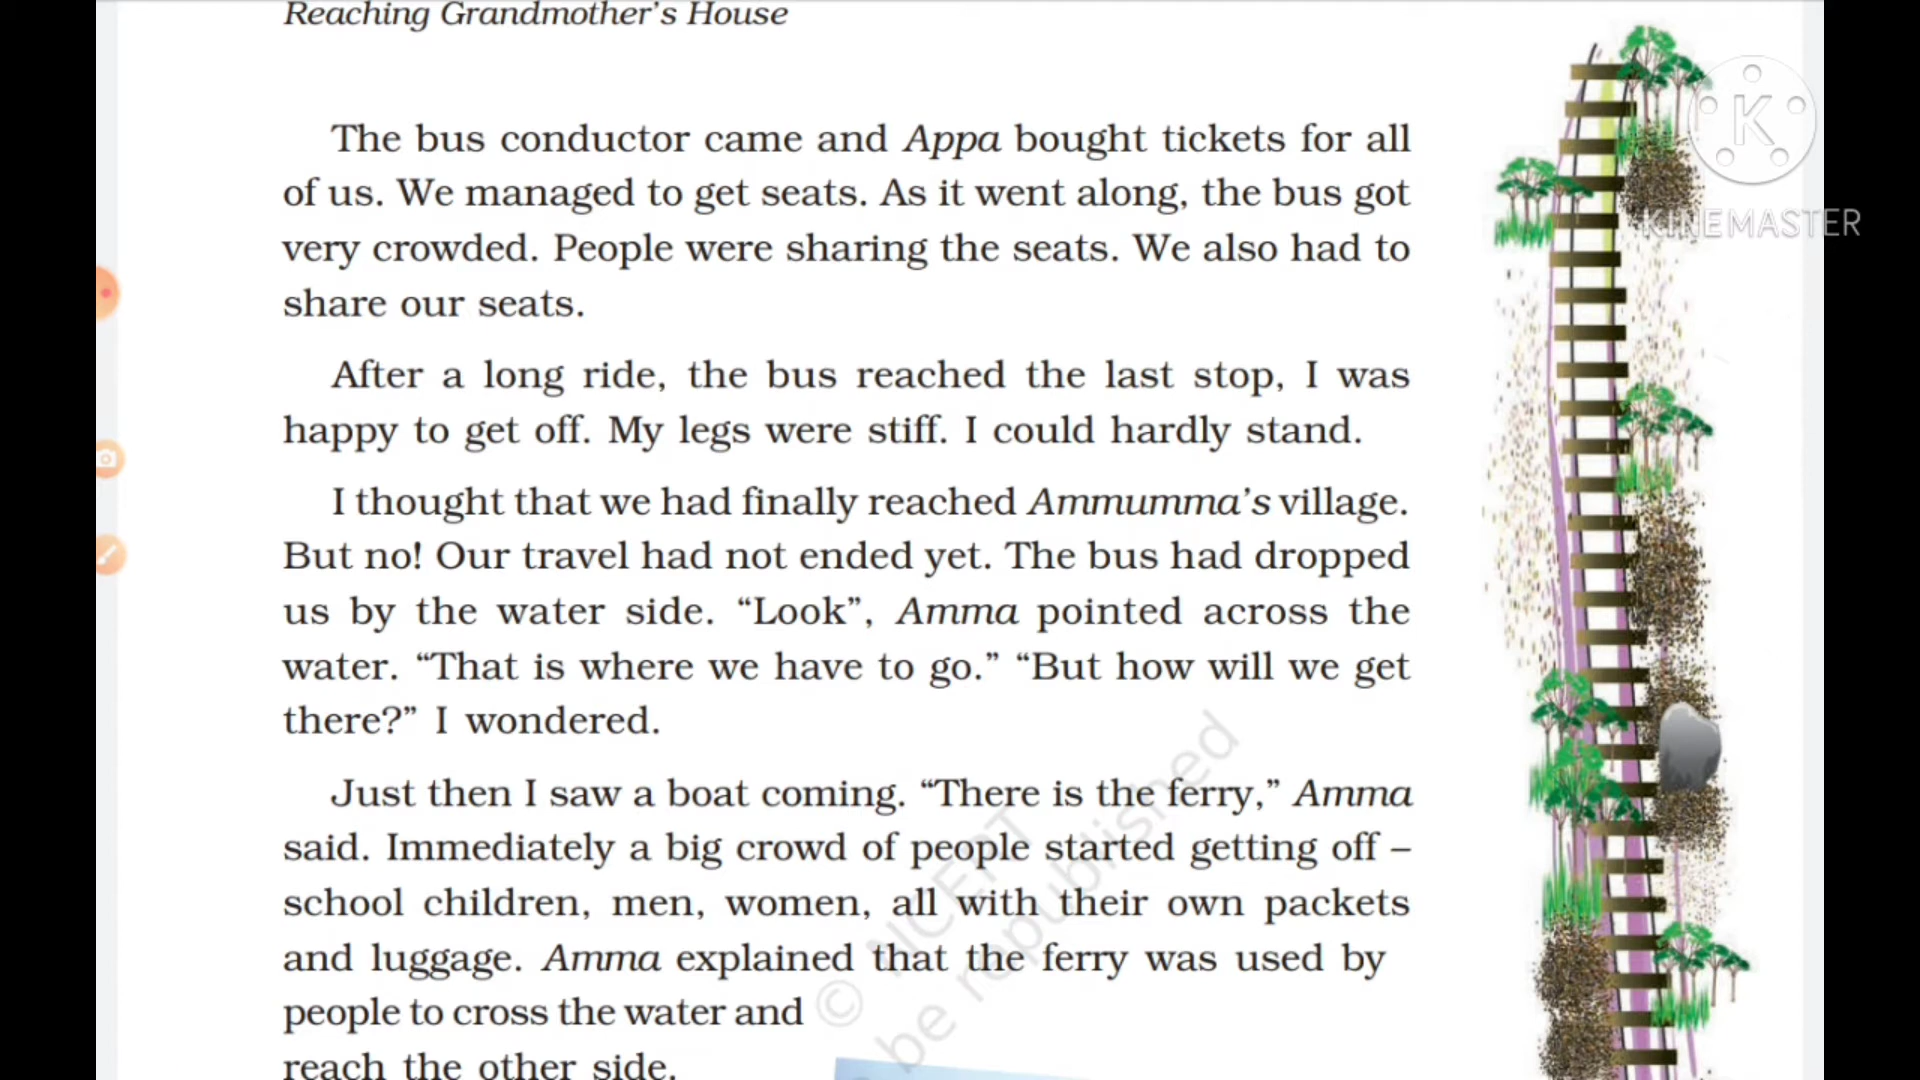 Reaching Grandmother's House
The bus conductor came and Appa bought tickets for all
of us. We managed to get seats. As it went along, the bus got
very crowded. People were sharing the seats. We also had to
share our seats.
After a long ride, the bus reached the last stop, I was
happy to get off. My legs were stiff. I could hardly stand.
I thought that we had finally reached Ammumma's village.
But no! Our travel had not ended yet. The bus had dropped
us by the water side. “Look”, Amma pointed across the
water. “That is where we have to go.” “But how will we get
there?” I wondered.
Just then I saw a boat coming. “There is the ferry,” Amma
said. Immediately a big crowd of people started getting off –
school children, men, women, all with their own packets
and luggage. Amma explained that the ferry was used by
people to cross the water and
reach the other side.
© NCERT
be republished
K
KINEMASTER